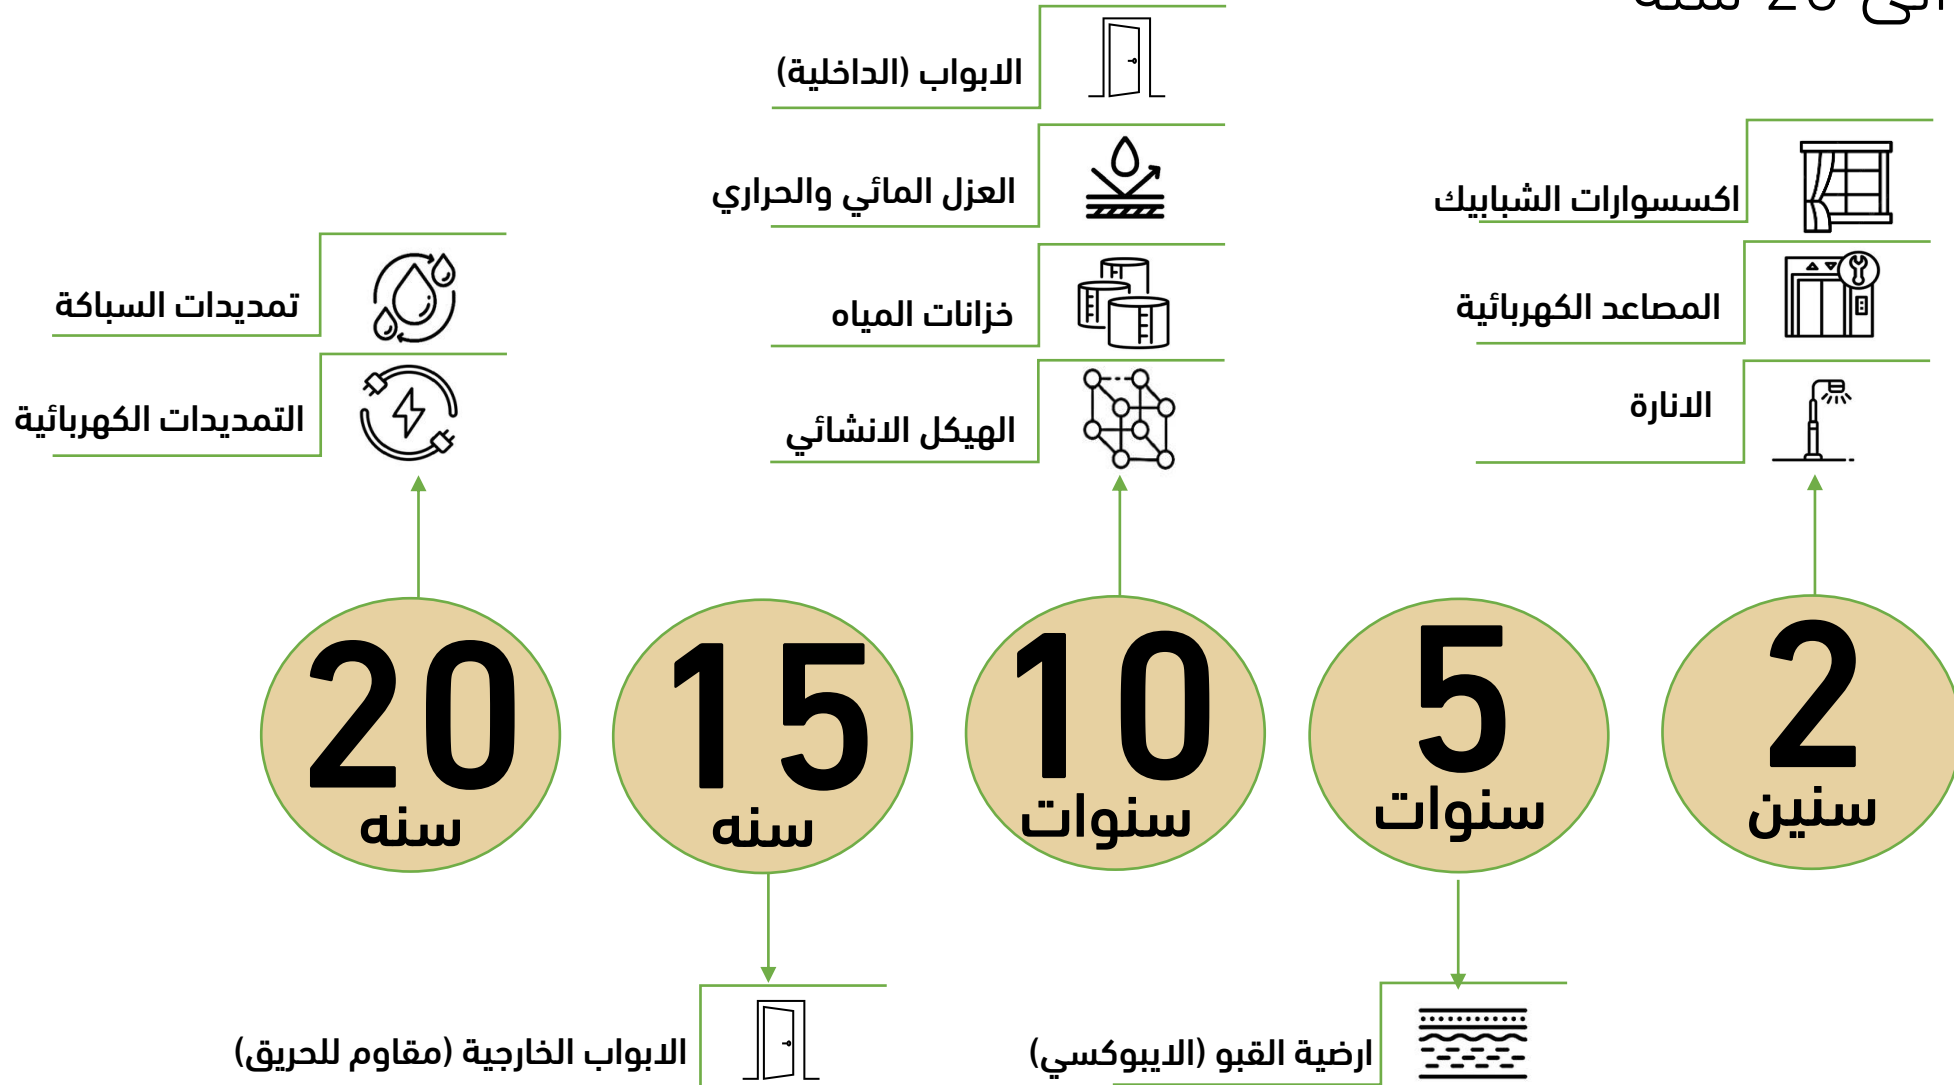 20
الابواب (الداخلية)
العزل المائي والحراري
خزانات المياه
الهيكل الانشائي
اكسسوارات الشبابيك
المصاعد الكهربائية
الانارة
تمديدات السباكة
التمديدات الكهربائية
2
سنين
5
سنوات
10
سنوات
15
سنه
20
سنه
ارضية القبو (الايبوكسي)
الابواب الخارجية (مقاوم للحريق)